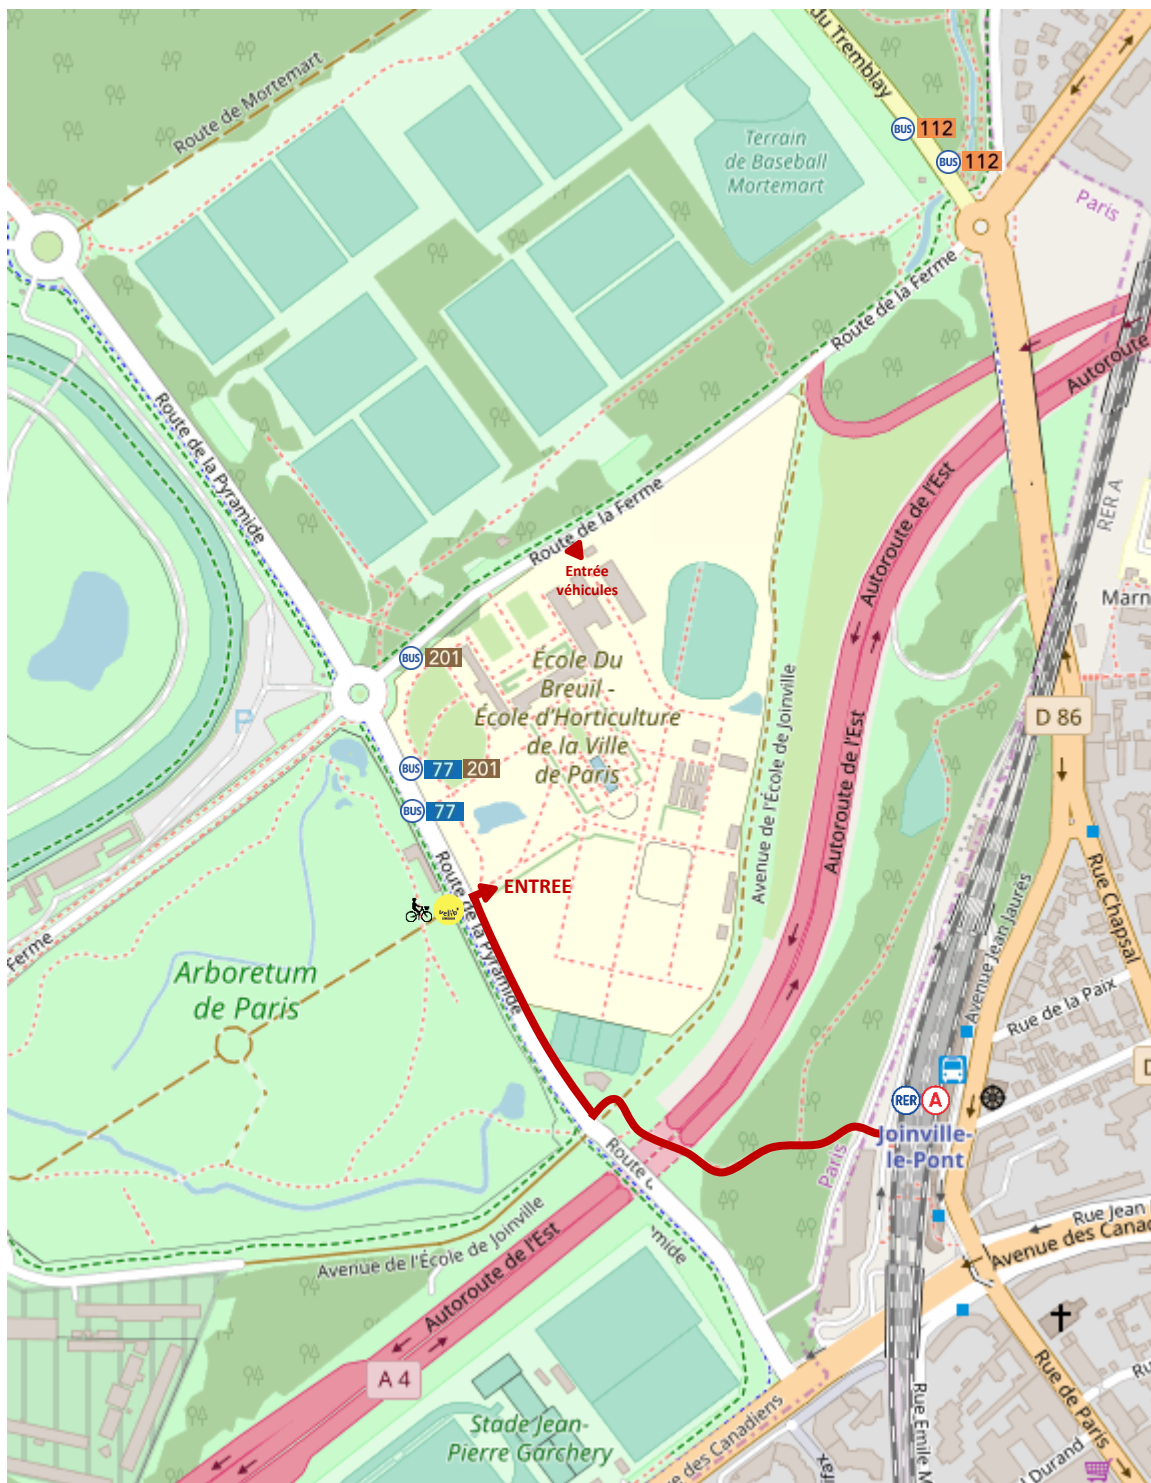 du Tremblay
Route de Mortemart
BUS 112
BUS 112
Terrain
de Baseball
Mortemart
Paris
Route de la Ferme
Autoroute
Route de la Pyramide
Autoroute de l'Est
RER A
Route de la Ferme
Entrée
véhicules
Marn
BUS 201
École Du
Breuil -
École d'Horticulture
de la Ville
de Paris
Avenue de l'École de Joinville
Autoroute de l'Est
D 86
P
BUS 77 201
BUS 77
Route de la Pyramide
ENTREE
velib'
Rue Chapsal
Avenue Jean Jaurès
Ferme
Arboretum
de Paris
Rue de la Paix
D
RER A
Joinville-
le-Pont
Paris
Route
mide
Avenue de l'École de Joinville
Autoroute de l'Est
Rue Jean
Avenue des Canad
A 4
Rue de Paris
Ru
Stade Jean-
Pierre Garchery
e des Canadiens
Rue Emile M
l Durand